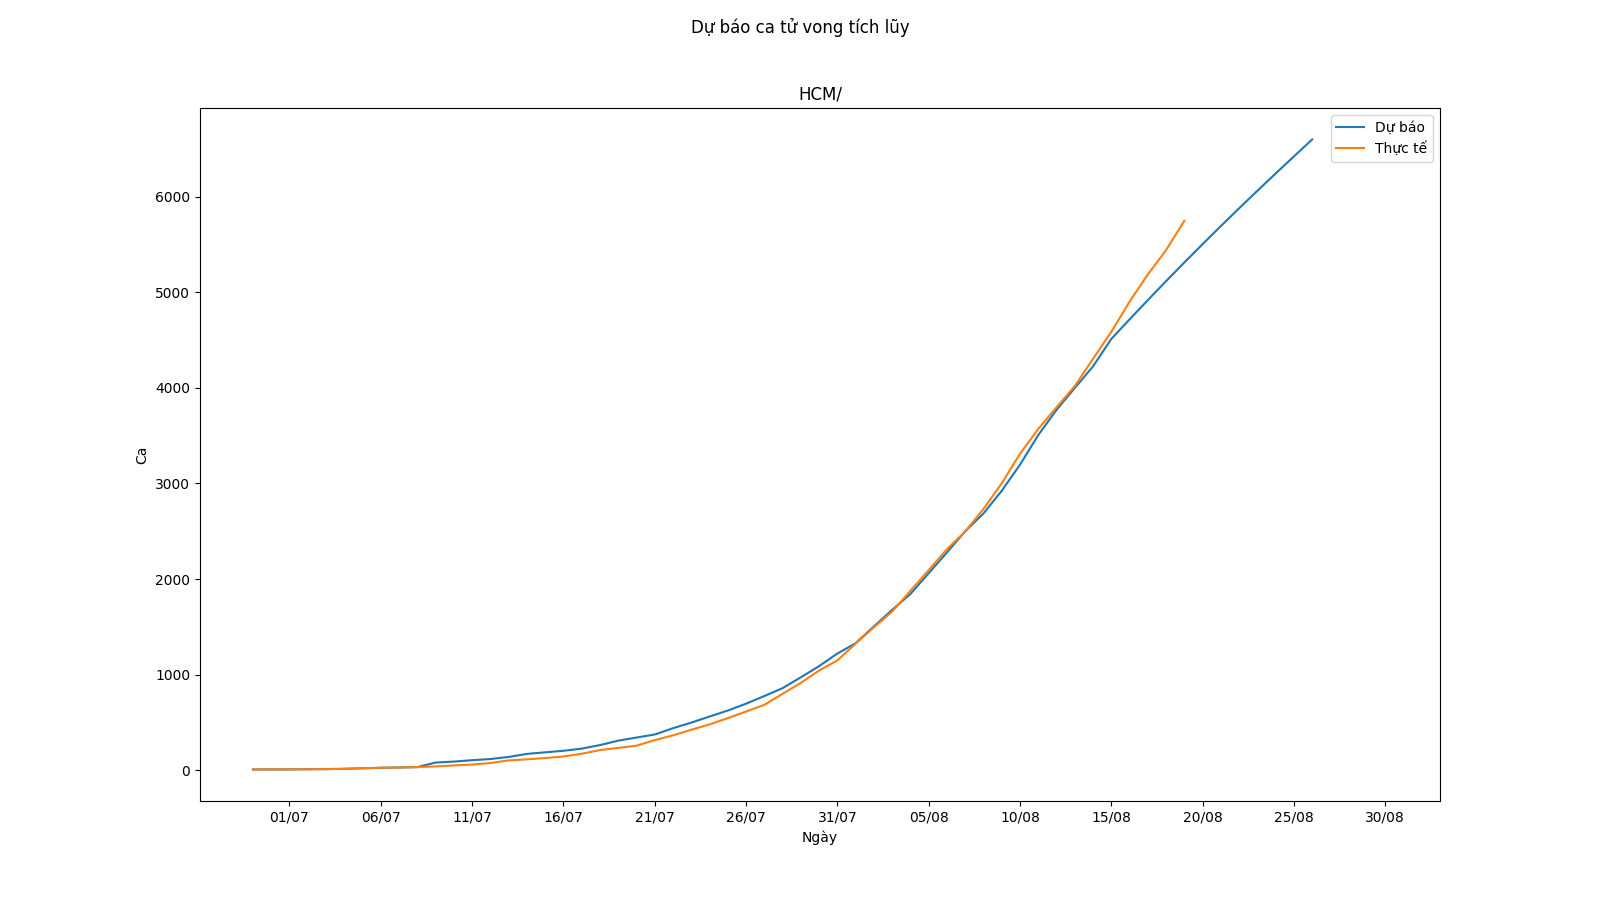 Dự báo ca tử vong tích lũy
HCM/
Dự báo
Thực tế
6000
5000
4000
3000
2000
1000
0
Ca
01/07 06/07 11/07 16/07 21/07 26/07 31/07 05/08 10/08 15/08 20/08 25/08 30/08
Ngày